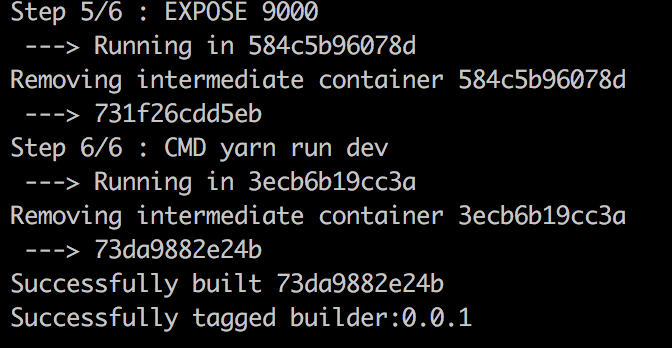 Step 5/6 : EXPOSE 9000
 ---> Running in 584c5b96078d
Removing intermediate container 584c5b96078d
 ---> 731f26cdd5eb
Step 6/6 : CMD yarn run dev
 ---> Running in 3ecb6b19cc3a
Removing intermediate container 3ecb6b19cc3a
 ---> 73da9882e24b
Successfully built 73da9882e24b
Successfully tagged builder:0.0.1